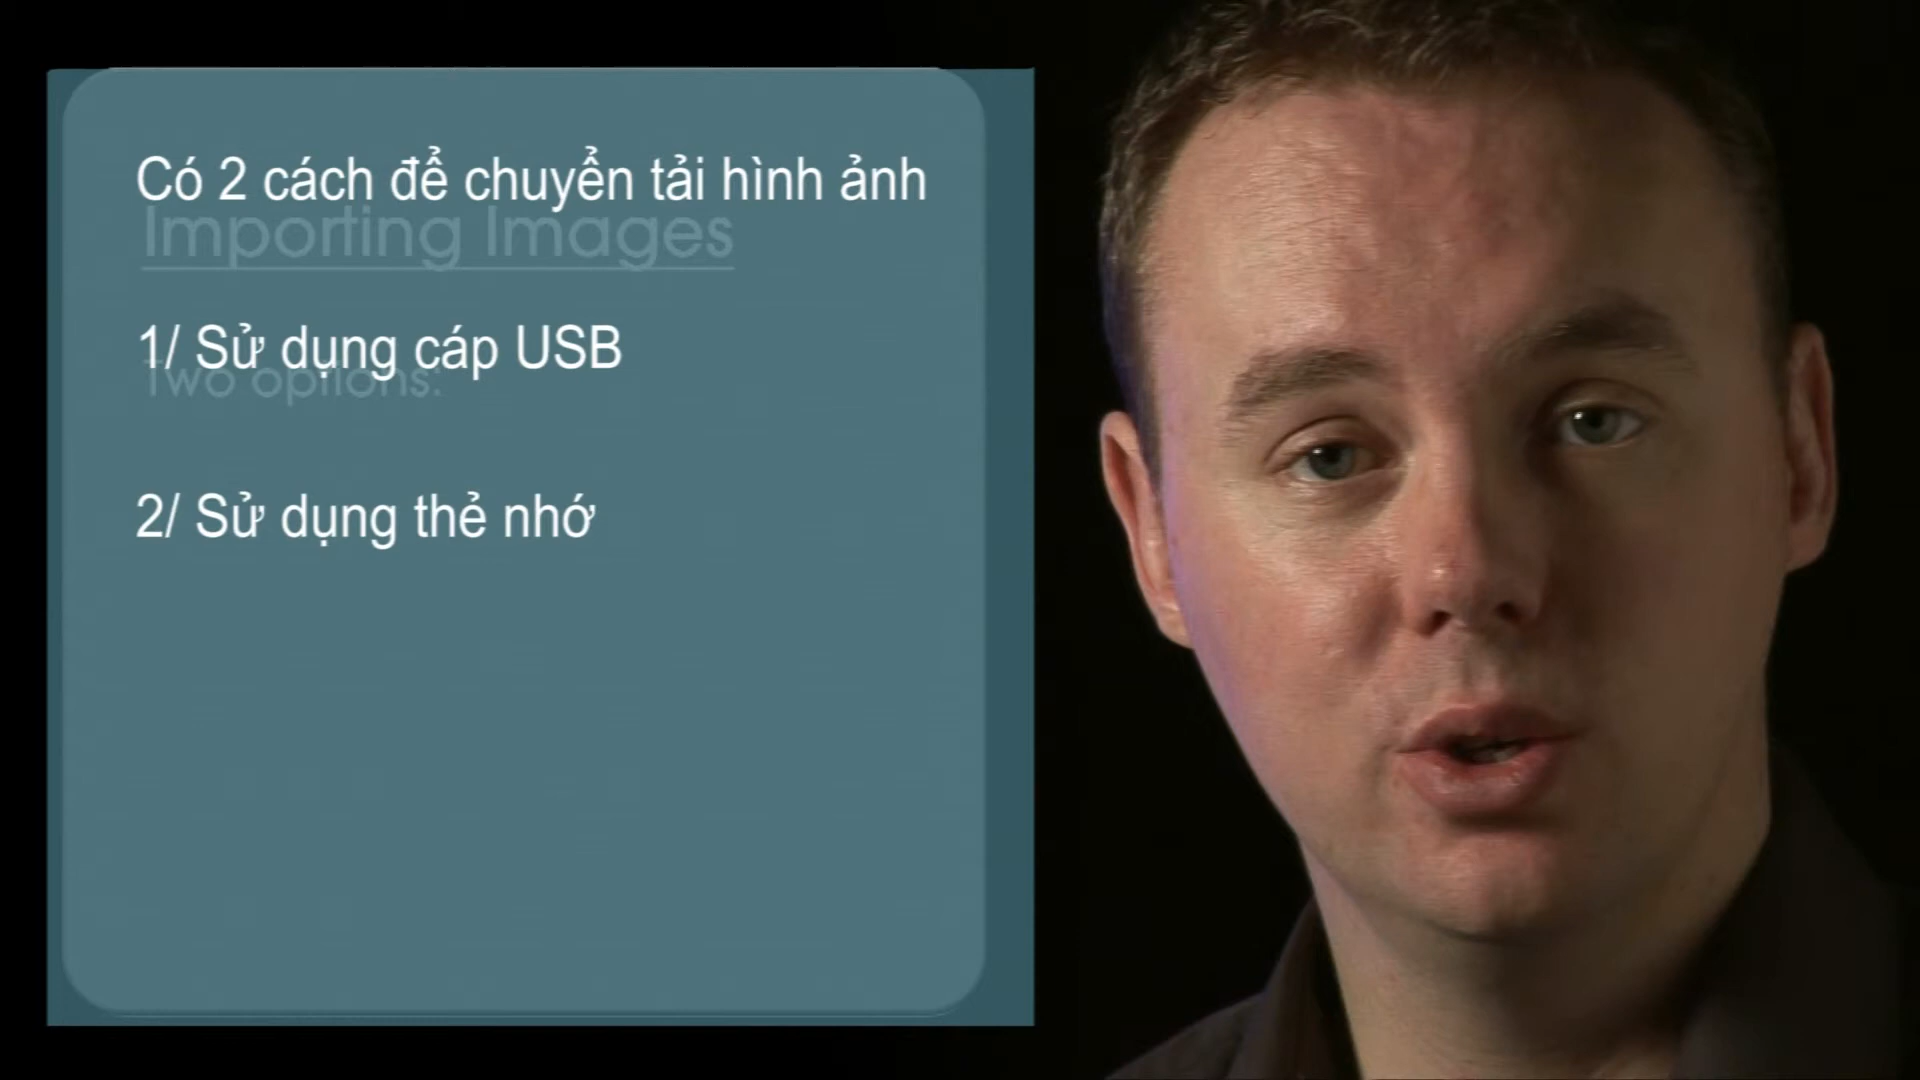 Có 2 cách để chuyển tải hình ảnh
Importing Images
1/ Sử dụng cáp USB
Two options:
2/ Sử dụng thẻ nhớ